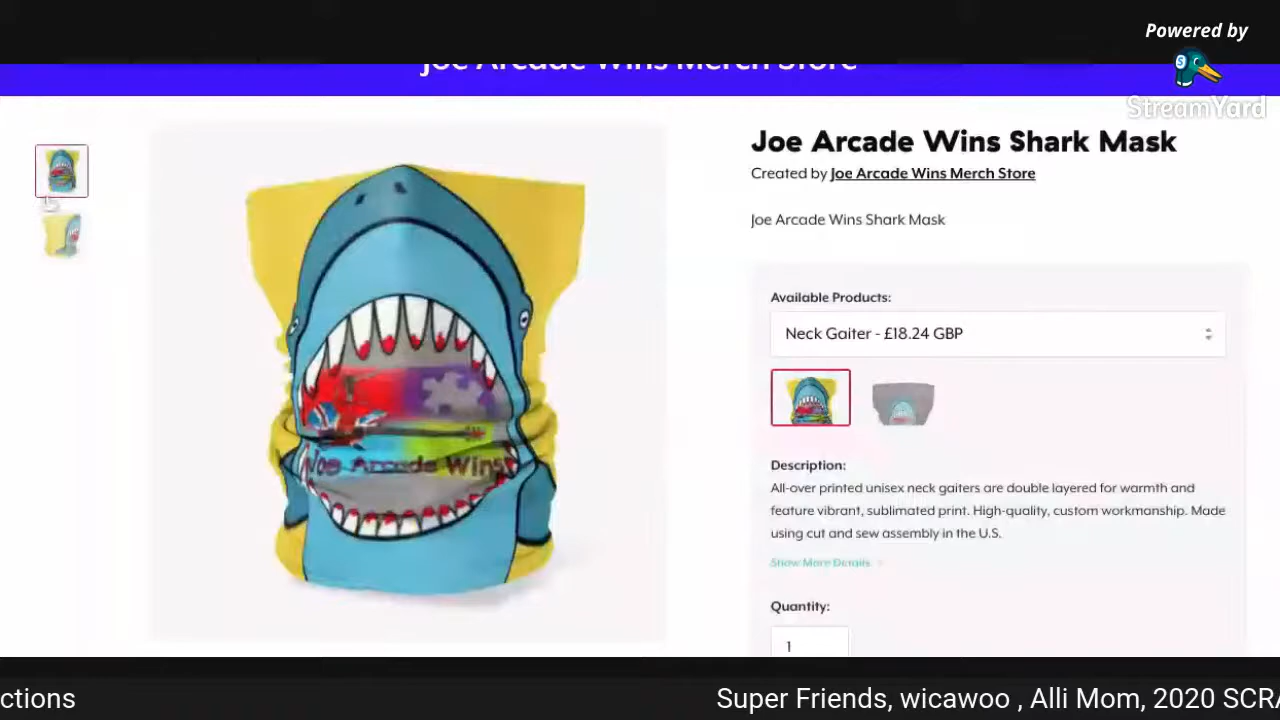 Powered by
StreamYard
Joe Arcade Wins Merch Store
Joe Arcade Wins Shark Mask
Created by Joe Arcade Wins Merch Store
Joe Arcade Wins Shark Mask
Available Products:
Neck Gaiter - £18.24 GBP
Joe Arcade Wins
Description:
All-over printed unisex neck gaiters are double layered for warmth and
feature vibrant, sublimated print. High-quality, custom workmanship. Made
using cut and sew assembly in the U.S.
Show More Details
Quantity:
1
ctions
Super Friends, wicawoo , Alli Mom, 2020 SCRA